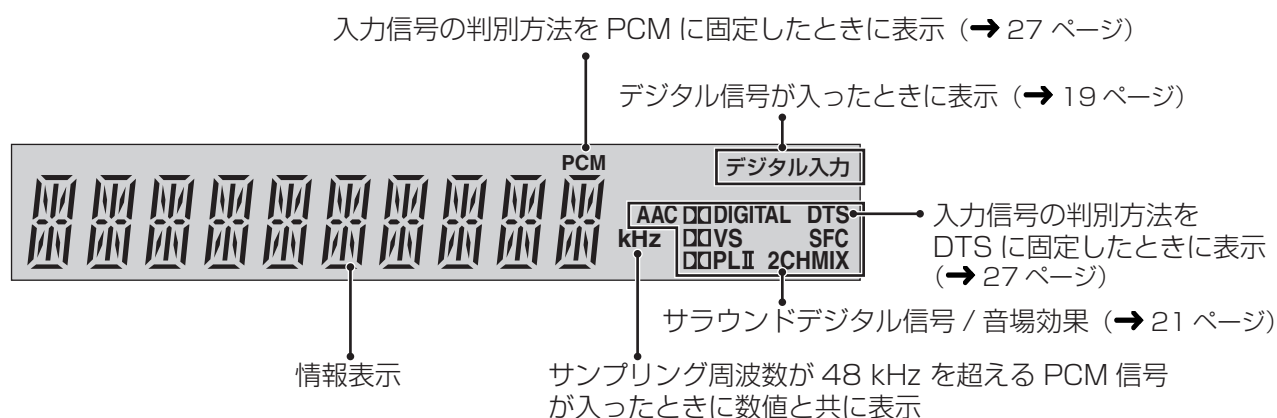 入力信号の判別方法を PCM に固定したときに表示（➔ 27 ページ）
デジタル信号が入ったときに表示（➔ 19 ページ）
PCM
デジタル入力
AAC DIGITAL DTS
kHz VS SFC
PLⅡ 2CHMIX
入力信号の判別方法を
DTS に固定したときに表示
（➔ 27 ページ）
サラウンドデジタル信号 / 音場効果（➔ 21 ページ）
情報表示
サンプリング周波数が 48 kHz を超える PCM 信号
が入ったときに数値と共に表示